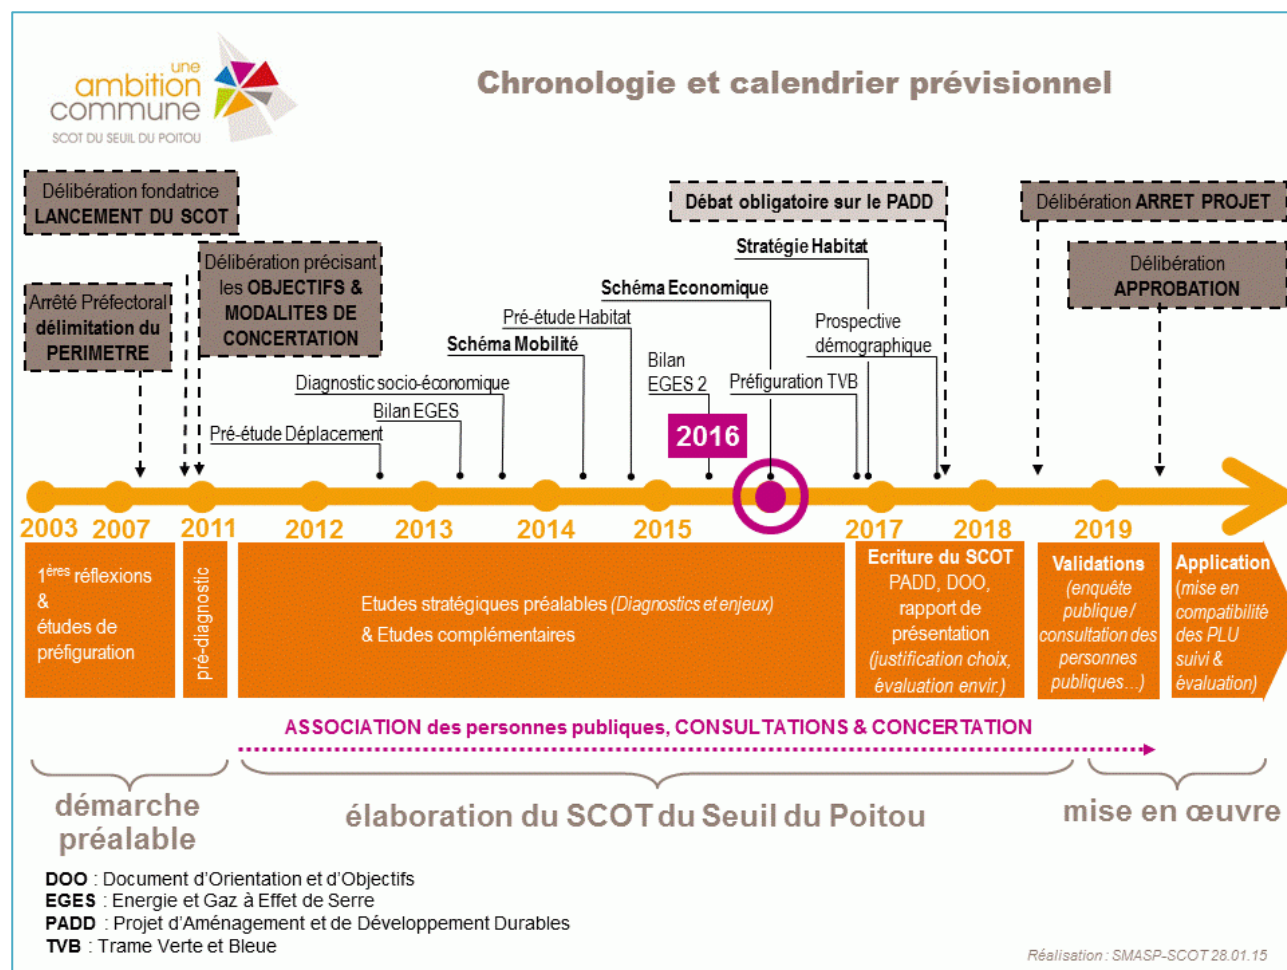 une
ambition
commune
SCOT DU SEUIL DU POITOU
Chronologie et calendrier prévisionnel
Délibération fondatrice
LANCEMENT DU SCOT
Délibération précisant
les OBJECTIFS &
MODALITES DE
CONCERTATION
Arrêté Préfectoral
délimitation du
PERIMETRE
Débat obligatoire sur le PADD
Délibération ARRET PROJET
Délibération
APPROBATION
Stratégie Habitat
Schéma Economique
Pré-étude Habitat
Schéma Mobilité
Prospective
démographique
Bilan
EGES 2
Préfiguration TVB
Diagnostic socio-économique
Bilan EGES
Pré-étude Déplacement
2016
2003
2007
2011
2012
2013
2014
2015
2017
2018
2019
1ères réflexions
&
études de
préfiguration
pré-diagnostic
Etudes stratégiques préalables (Diagnostics et enjeux)
& Etudes complémentaires
Ecriture du SCOT
PADD, DOO,
rapport de
présentation
(justification choix,
évaluation envir.)
Validations
(enquête
publique /
consultation des
personnes
publiques...)
Application
(mise en
compatibilité
des PLU
suivi &
évaluation)
ASSOCIATION des personnes publiques, CONSULTATIONS & CONCERTATION
démarche
préalable
élaboration du SCOT du Seuil du Poitou
mise en œuvre
DOO : Document d'Orientation et d'Objectifs
EGES : Energie et Gaz à Effet de Serre
PADD : Projet d'Aménagement et de Développement Durables
TVB : Trame Verte et Bleue
Réalisation : SMASP-SCOT 28.01.15